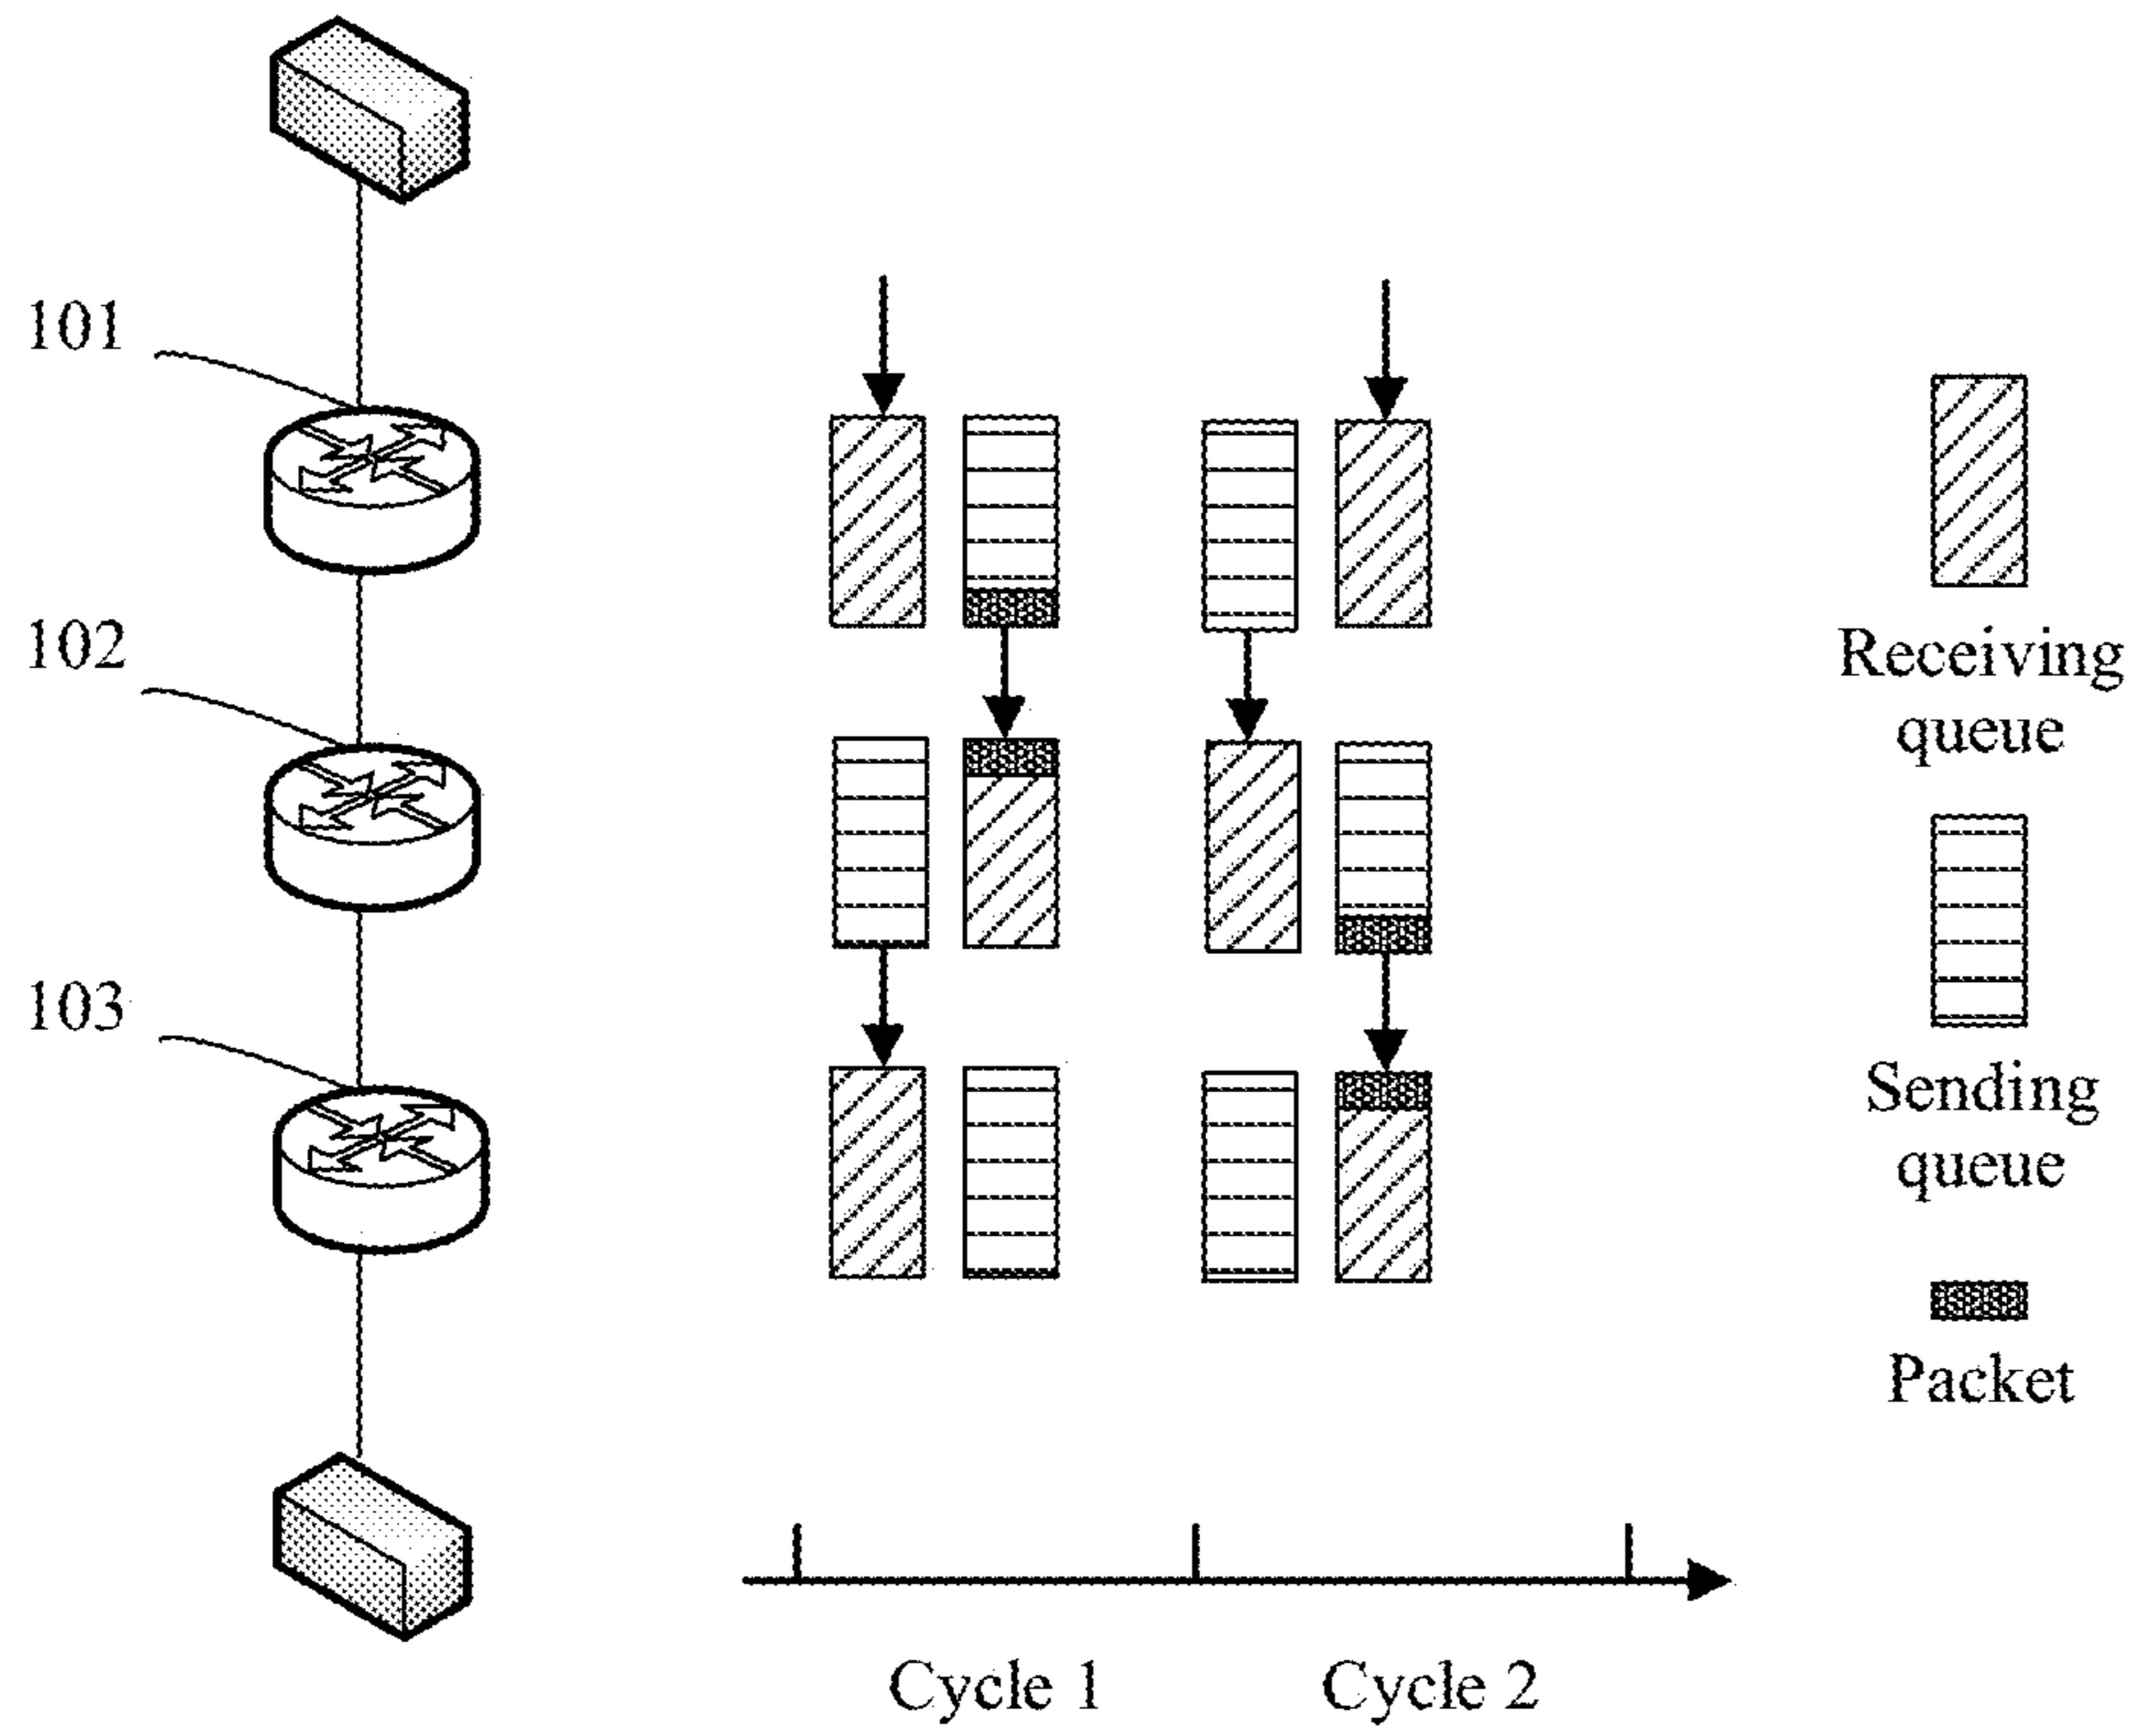 101
102
103
Receiving
queue
Sending
queue
Packet
Cycle 1
Cycle 2